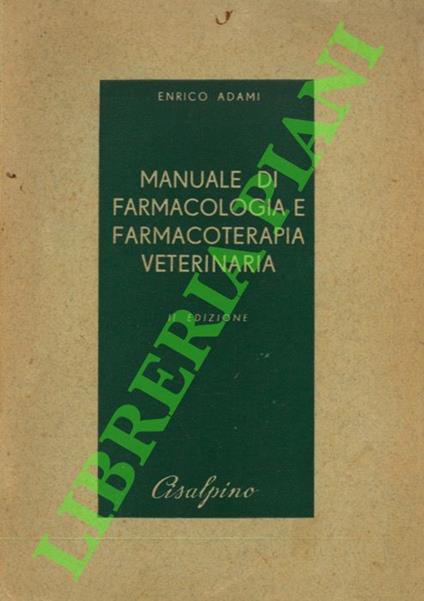 ENRICO ADAMI
MANUALE DI
FARMACOLOGIA E
FARMACOTERAPIA
VETERINARIA
II EDIZIONE
Cisalpino
LIBRERIA PIANI